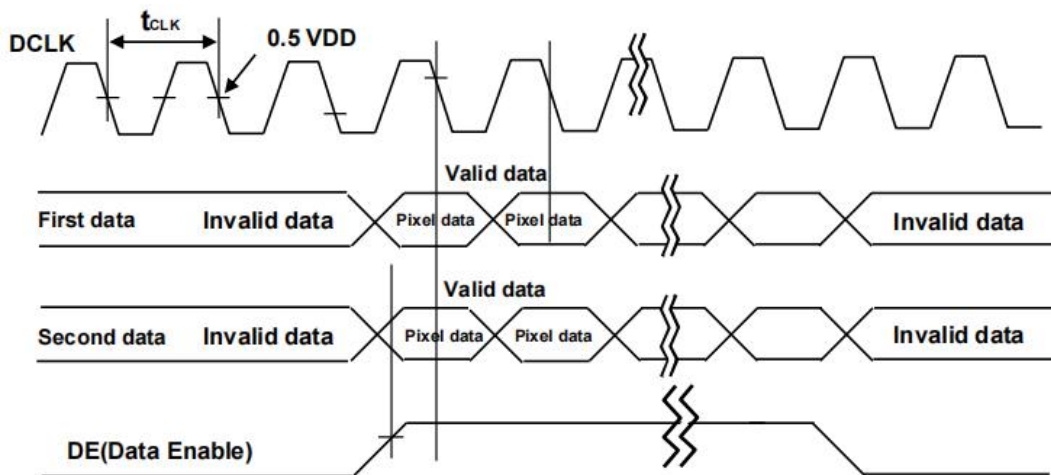 tCLK
DCLK
0.5 VDD
Valid data
First data Invalid data Pixel data Pixel data Invalid data
Valid data
Second data Invalid data Pixel data Pixel data Invalid data
DE(Data Enable)